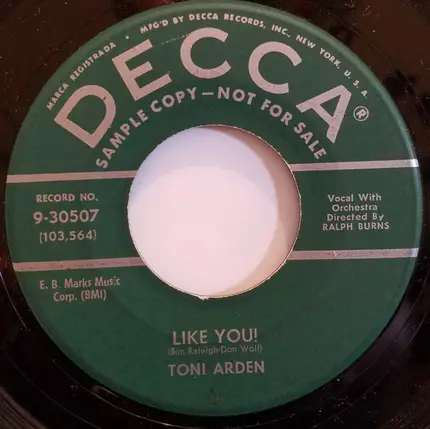 MARCA REGISTRADA • MFG'D BY DECCA RECORDS, INC., NEW YORK, U. S. A.
DECCA®
SAMPLE COPY—NOT FOR SALE
RECORD NO.
9-30507
(103,564)
Vocal With
Orchestra
Directed By
RALPH BURNS
E. B. Marks Music
Corp. (BMI)
LIKE YOU!
(Ben Raleigh-Don Wolf)
TONI ARDEN